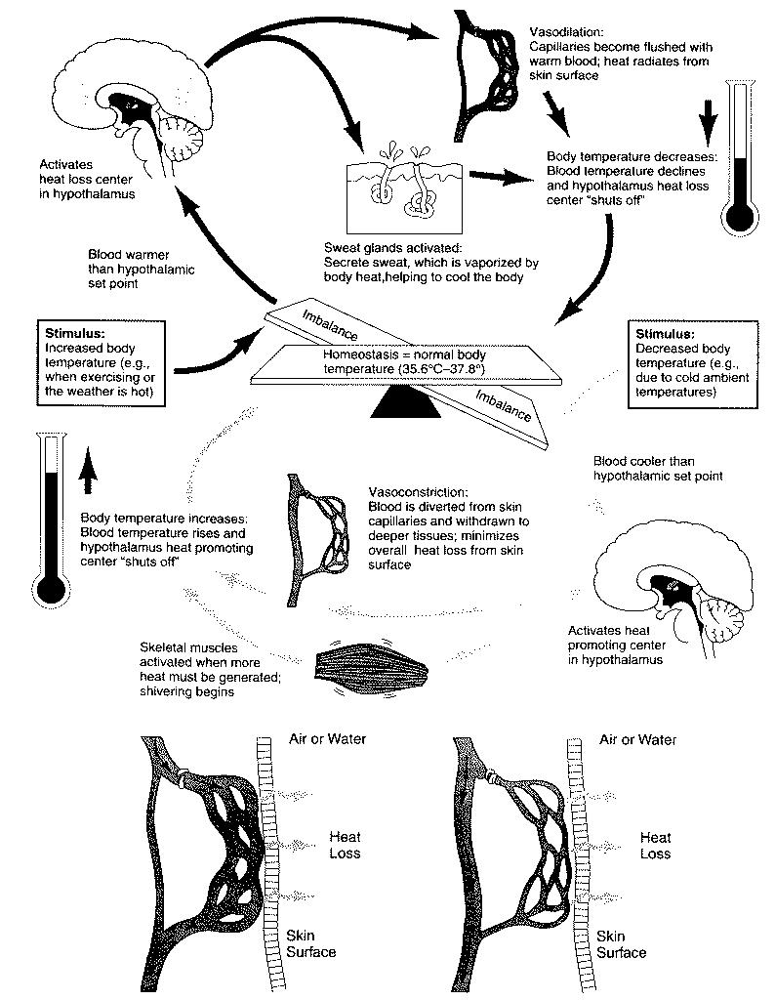 Vasodilation:
Capillaries become flushed with
warm blood; heat radiates from
skin surface
Activates
heat loss center
in hypothalamus
Body temperature decreases:
Blood temperature declines
and hypothalamus heat loss
center "shuts off"
Sweat glands activated:
Secrete sweat, which is vaporized by
body heat,helping to cool the body
Blood warmer
than hypothalamic
set point
Stimulus:
Increased body
temperature (e.g.,
when exercising or
the weather is hot)
Imbalance
Homeostasis = normal body
temperature (35.6°C–37.8°)
Imbalance
Stimulus:
Decreased body
temperature (e.g.,
due to cold ambient
temperatures)
Blood cooler than
hypothalamic set point
Vasoconstriction:
Blood is diverted from skin
capillaries and withdrawn to
deeper tissues; minimizes
overall heat loss from skin
surface
Body temperature increases:
Blood temperature rises and
hypothalamus heat promoting
center "shuts off"
Activates heat
promoting center
in hypothalamus
Skeletal muscles
activated when more
heat must be generated;
shivering begins
Air or Water
Heat
Loss
Skin
Surface
Air or Water
Heat
Loss
Skin
Surface